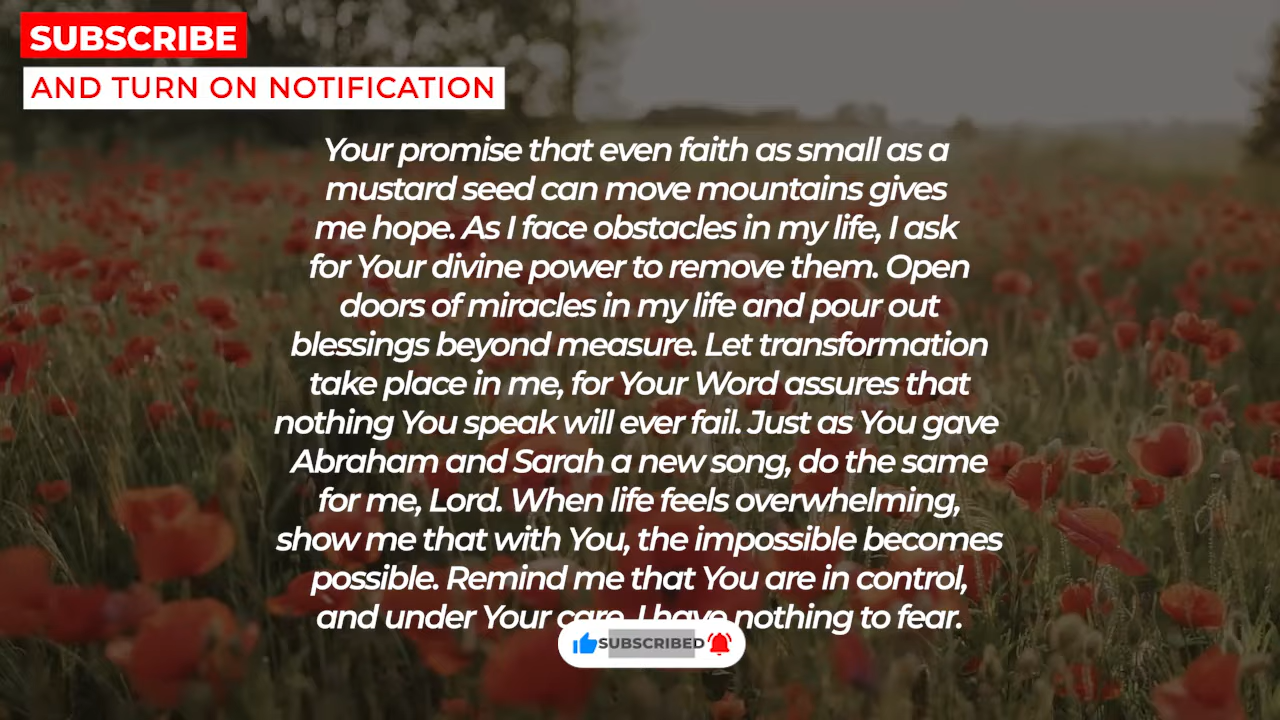 SUBSCRIBE
AND TURN ON NOTIFICATION
Your promise that even faith as small as a
mustard seed can move mountains gives
me hope. As I face obstacles in my life, I ask
for Your divine power to remove them. Open
doors of miracles in my life and pour out
blessings beyond measure. Let transformation
take place in me, for Your Word assures that
nothing You speak will ever fail. Just as You gave
Abraham and Sarah a new song, do the same
for me, Lord. When life feels overwhelming,
show me that with You, the impossible becomes
possible. Remind me that You are in control,
and under Your care, I have nothing to fear.
SUBSCRIBED